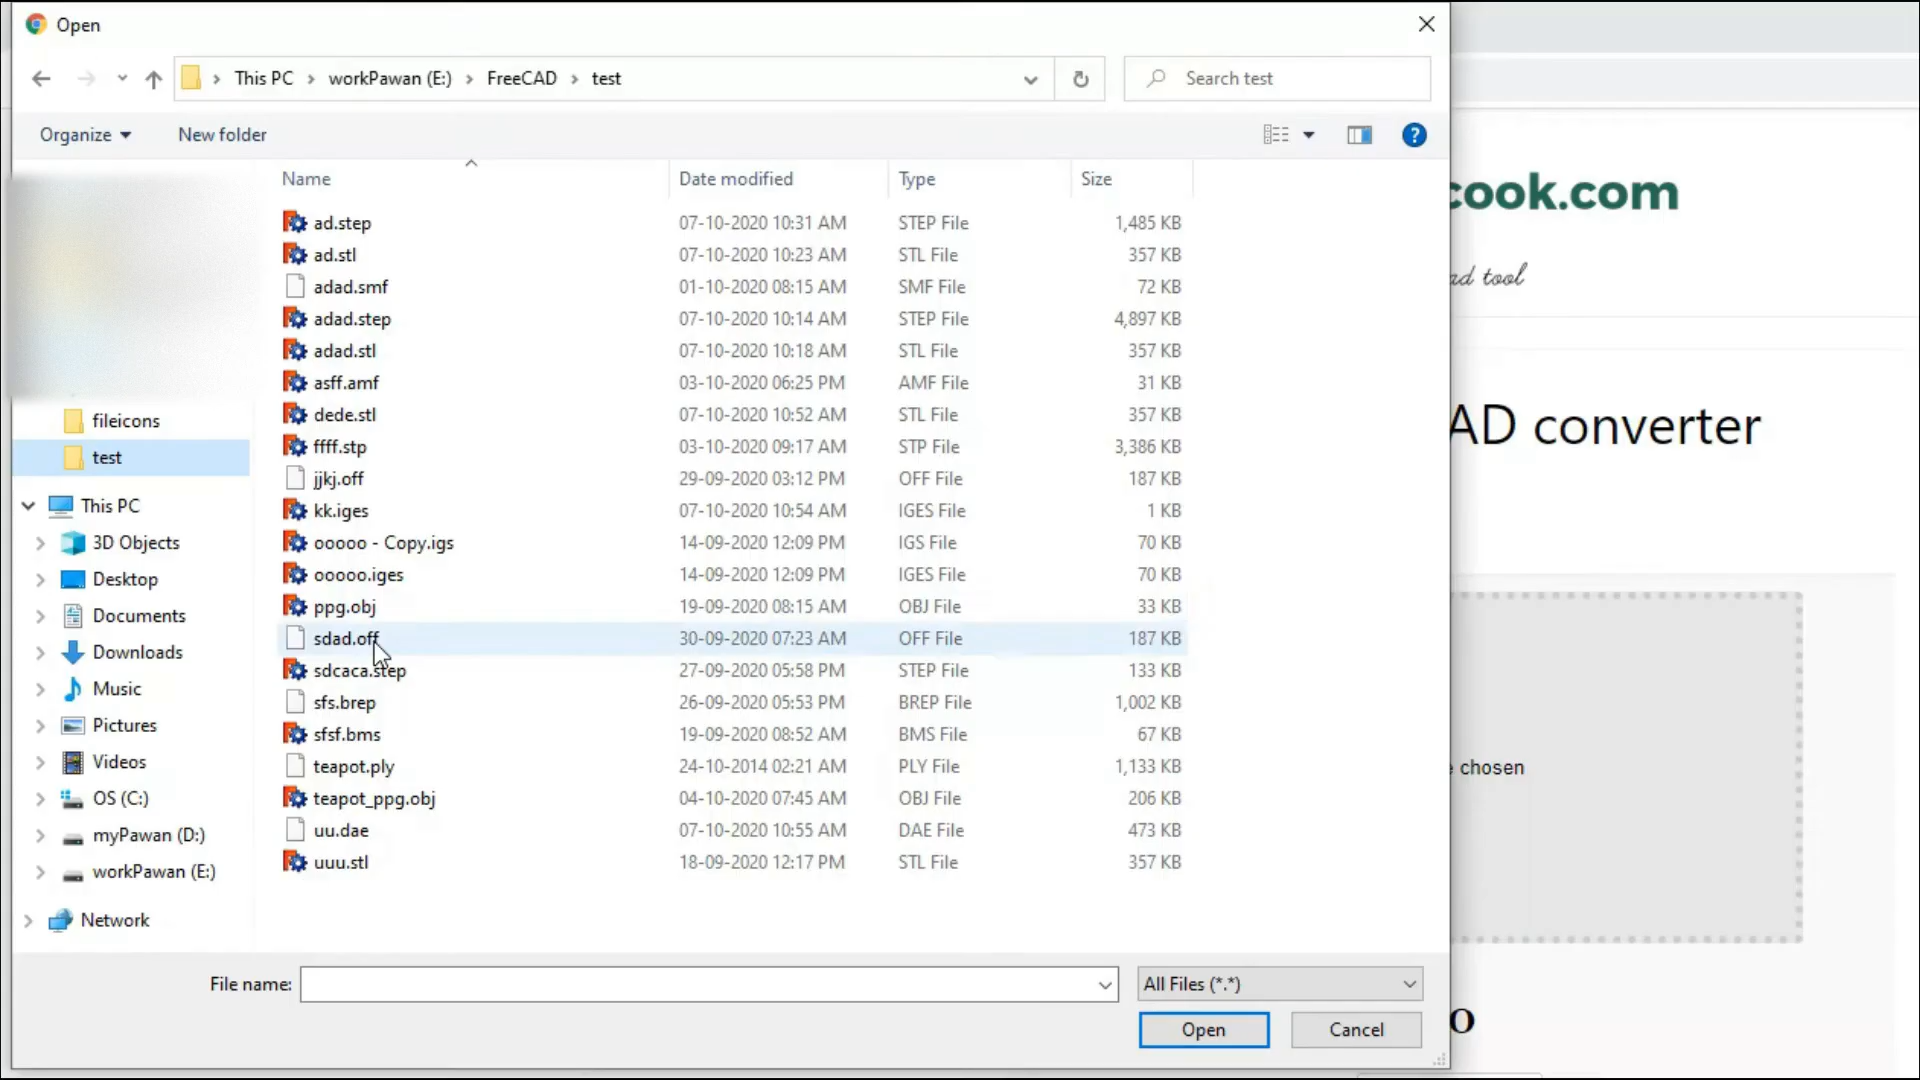 Open
This PC > workPawan (E:) > FreeCAD > test
Search test
Organize
New folder
Name Date modified Type Size
ad.step 07-10-2020 10:31 AM STEP File 1,485 KB
ad.stl 07-10-2020 10:23 AM STL File 357 KB
adad.smf 01-10-2020 08:15 AM SMF File 72 KB
adad.step 07-10-2020 10:14 AM STEP File 4,897 KB
adad.stl 07-10-2020 10:18 AM STL File 357 KB
asff.amf 03-10-2020 06:25 PM AMF File 31 KB
dede.stl 07-10-2020 10:52 AM STL File 357 KB
ffff.stp 03-10-2020 09:17 AM STP File 3,386 KB
jjkj.off 29-09-2020 03:12 PM OFF File 187 KB
kk.iges 07-10-2020 10:54 AM IGES File 1 KB
ooooo - Copy.igs 14-09-2020 12:09 PM IGS File 70 KB
ooooo.iges 14-09-2020 12:09 PM IGES File 70 KB
ppg.obj 19-09-2020 08:15 AM OBJ File 33 KB
sdad.off 30-09-2020 07:23 AM OFF File 187 KB
sdcaca.step 27-09-2020 05:58 PM STEP File 133 KB
sfs.brep 26-09-2020 05:53 PM BREP File 1,002 KB
sfsf.bms 19-09-2020 08:52 AM BMS File 67 KB
teapot.ply 24-10-2014 02:21 AM PLY File 1,133 KB
teapot_ppg.obj 04-10-2020 07:45 AM OBJ File 206 KB
uu.dae 07-10-2020 10:55 AM DAE File 473 KB
uuu.stl 18-09-2020 12:17 PM STL File 357 KB
fileicons
test
This PC
3D Objects
Desktop
Documents
Downloads
Music
Pictures
Videos
OS (C:)
myPawan (D:)
workPawan (E:)
Network
File name:
All Files (*.*)
Open
Cancel
cook.com
ad tool
AD converter
e chosen
o